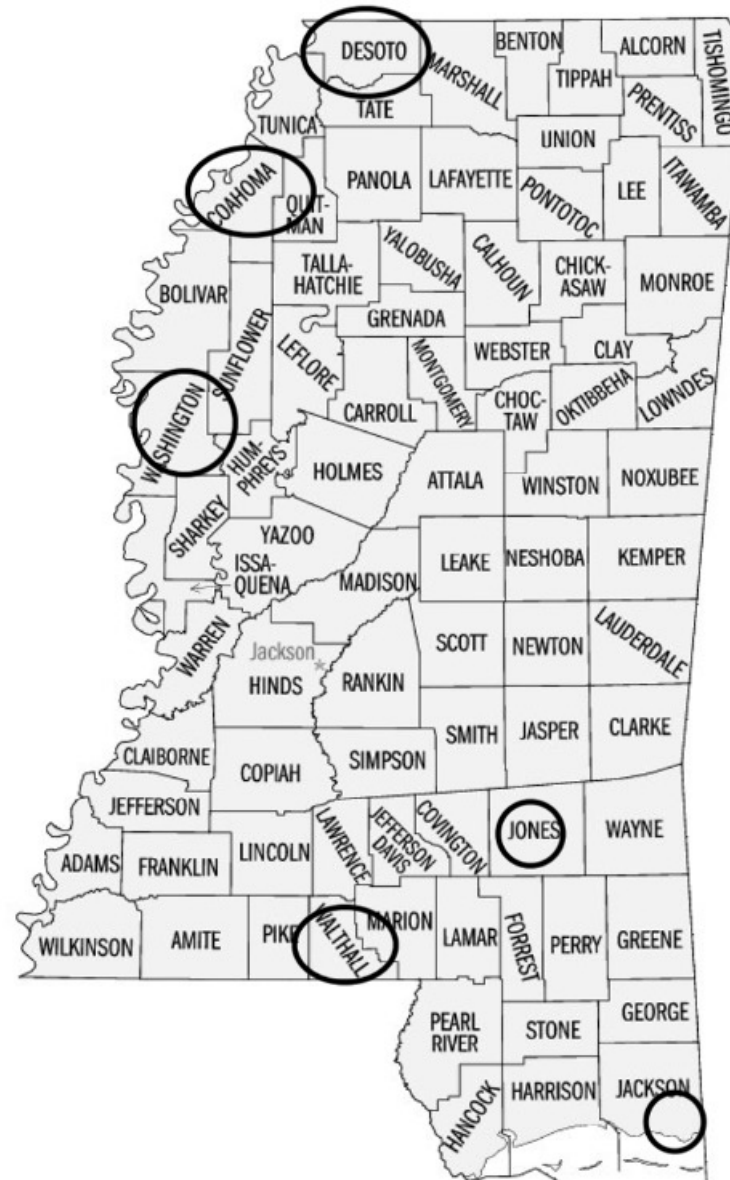 DESOTO
BENTON
ALCORN
TISHOMINGO
MARSHALL
TIPPAH
PRENTISS
TUNICA
TATE
UNION
COAHOMA
QUIT-
MAN
PANOLA
LAFAYETTE
PONTOTOC
LEE
ITAWAMBA
BOLIVAR
TALLA-
HATCHIE
YALOBUSHA
CALHOUN
CHICK-
ASAW
MONROE
SUNFLOWER
LEFLORE
GRENADA
MONTGOMERY
WEBSTER
CLAY
WASHINGTON
CARROLL
CHOC-
TAW
OKTIBBEHA
LOWNDES
HUM-
PHREYS
HOLMES
ATTALA
WINSTON
NOXUBEE
SHARKEY
YAZOO
ISSA-
QUENA
MADISON
LEAKE
NESHOBA
KEMPER
WARREN
Jackson
HINDS
RANKIN
SCOTT
NEWTON
LAUDERDALE
CLAIBORNE
COPIAH
SIMPSON
SMITH
JASPER
CLARKE
JEFFERSON
ADAMS
FRANKLIN
LINCOLN
LAWRENCE
JEFFERSON
DAVIS
COVINGTON
JONES
WAYNE
WILKINSON
AMITE
PIKE
WALTHALL
MARION
LAMAR
FORREST
PERRY
GREENE
PEARL
RIVER
STONE
GEORGE
HANCOCK
HARRISON
JACKSON